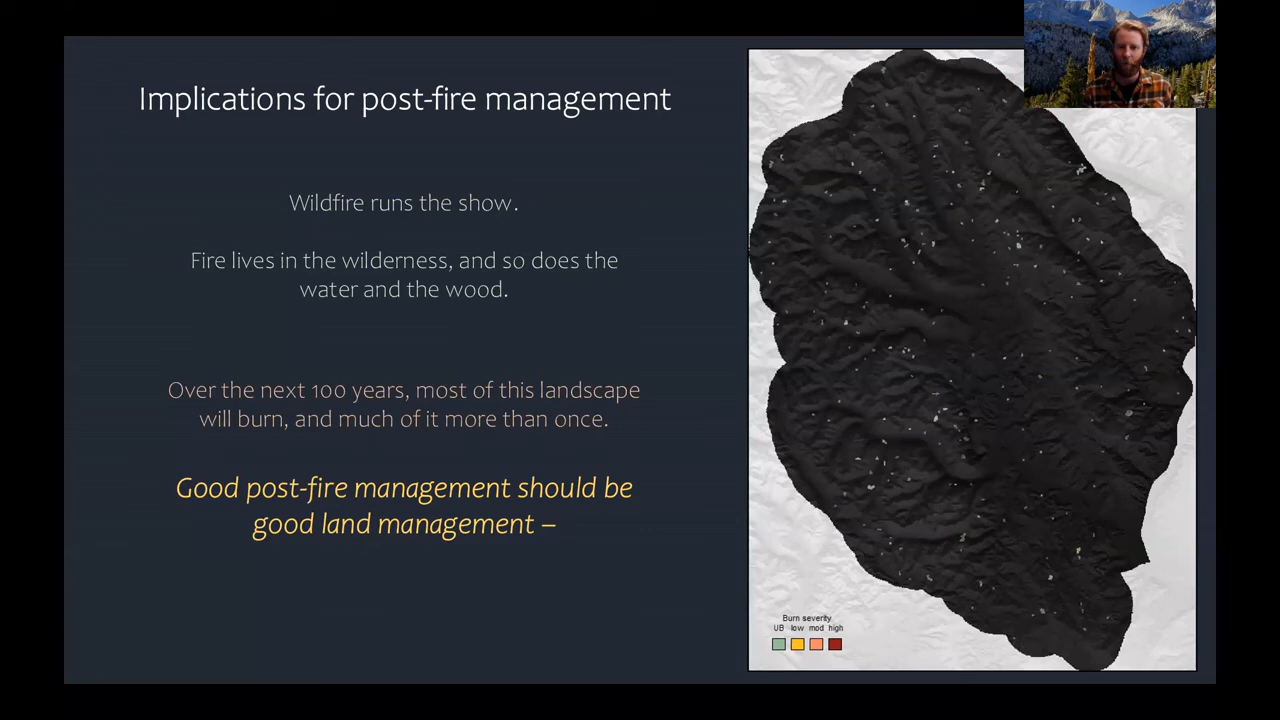 Implications for post-fire management
Wildfire runs the show.
Fire lives in the wilderness, and so does the
water and the wood.
Over the next 100 years, most of this landscape
will burn, and much of it more than once.
Good post-fire management should be
good land management –
Burn severity
UB low mod high